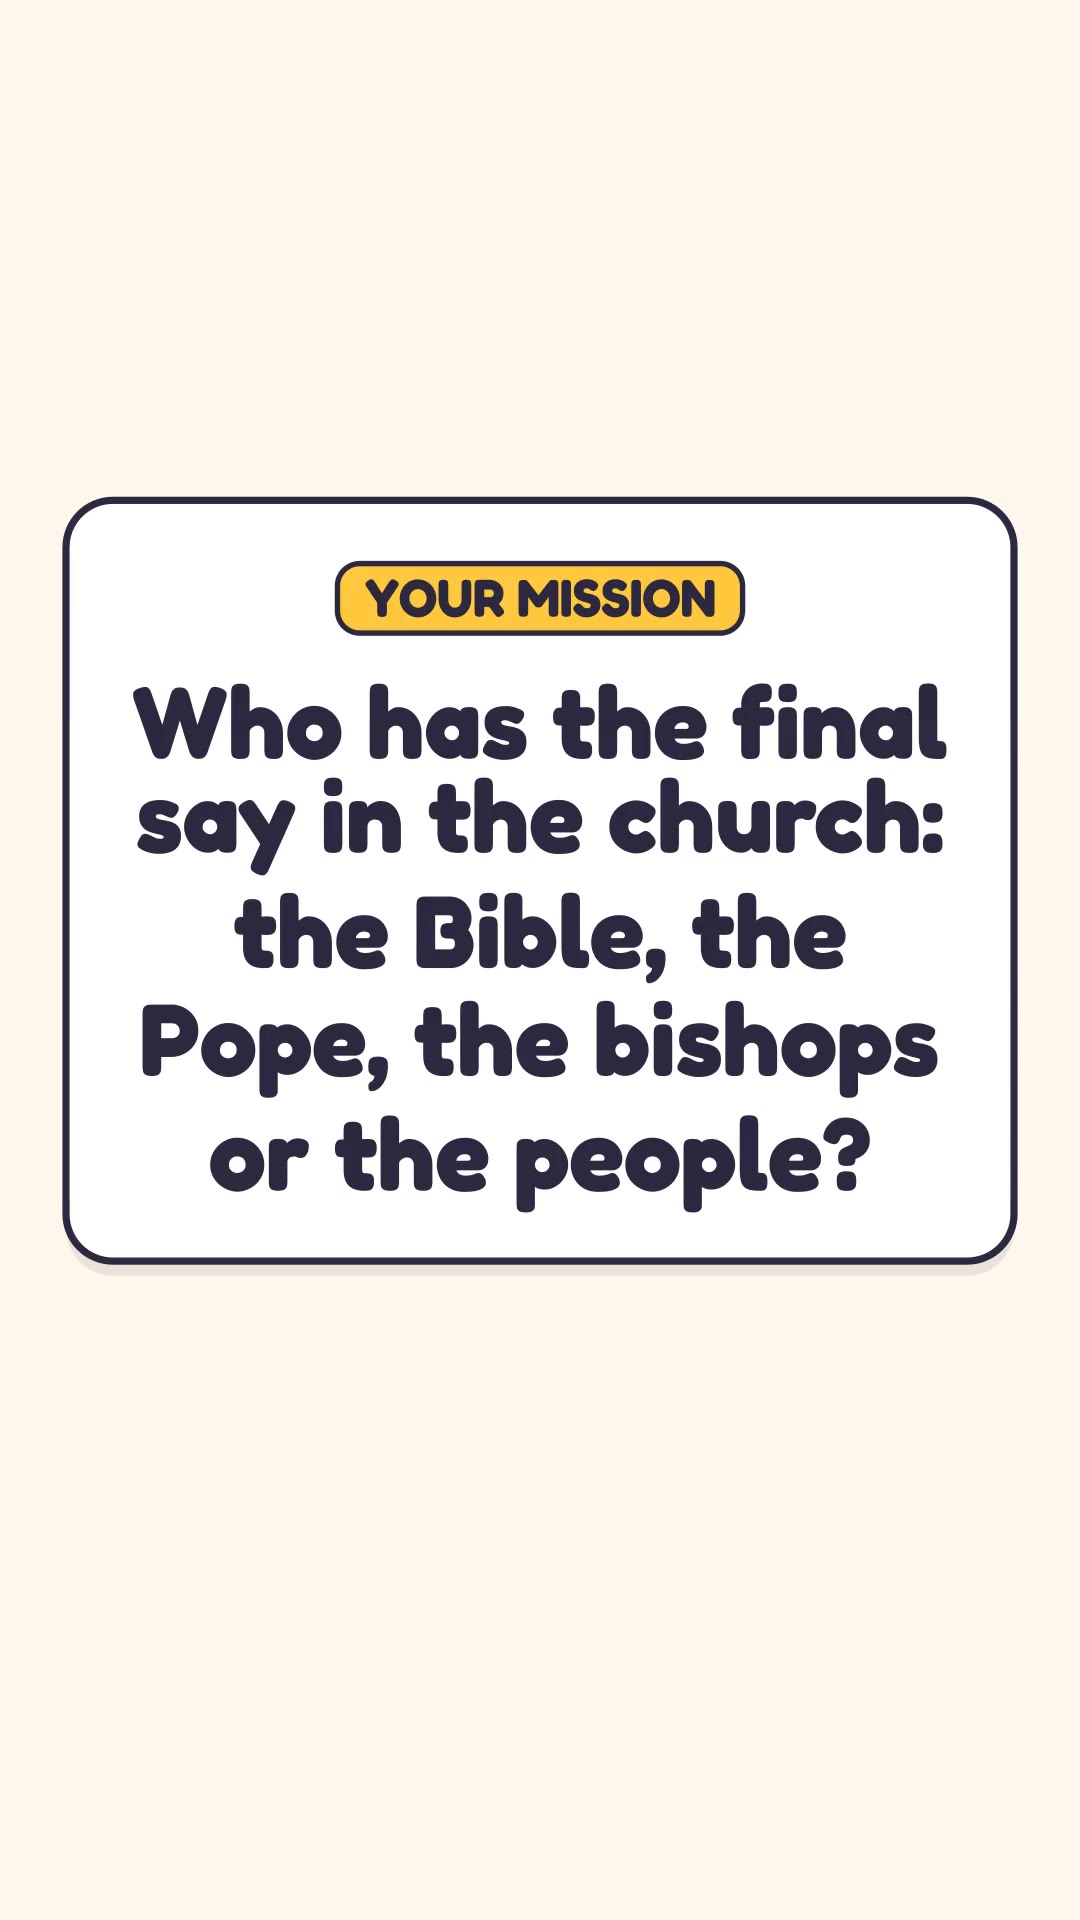 YOUR MISSION
Who has the final
say in the church:
the Bible, the
Pope, the bishops
or the people?